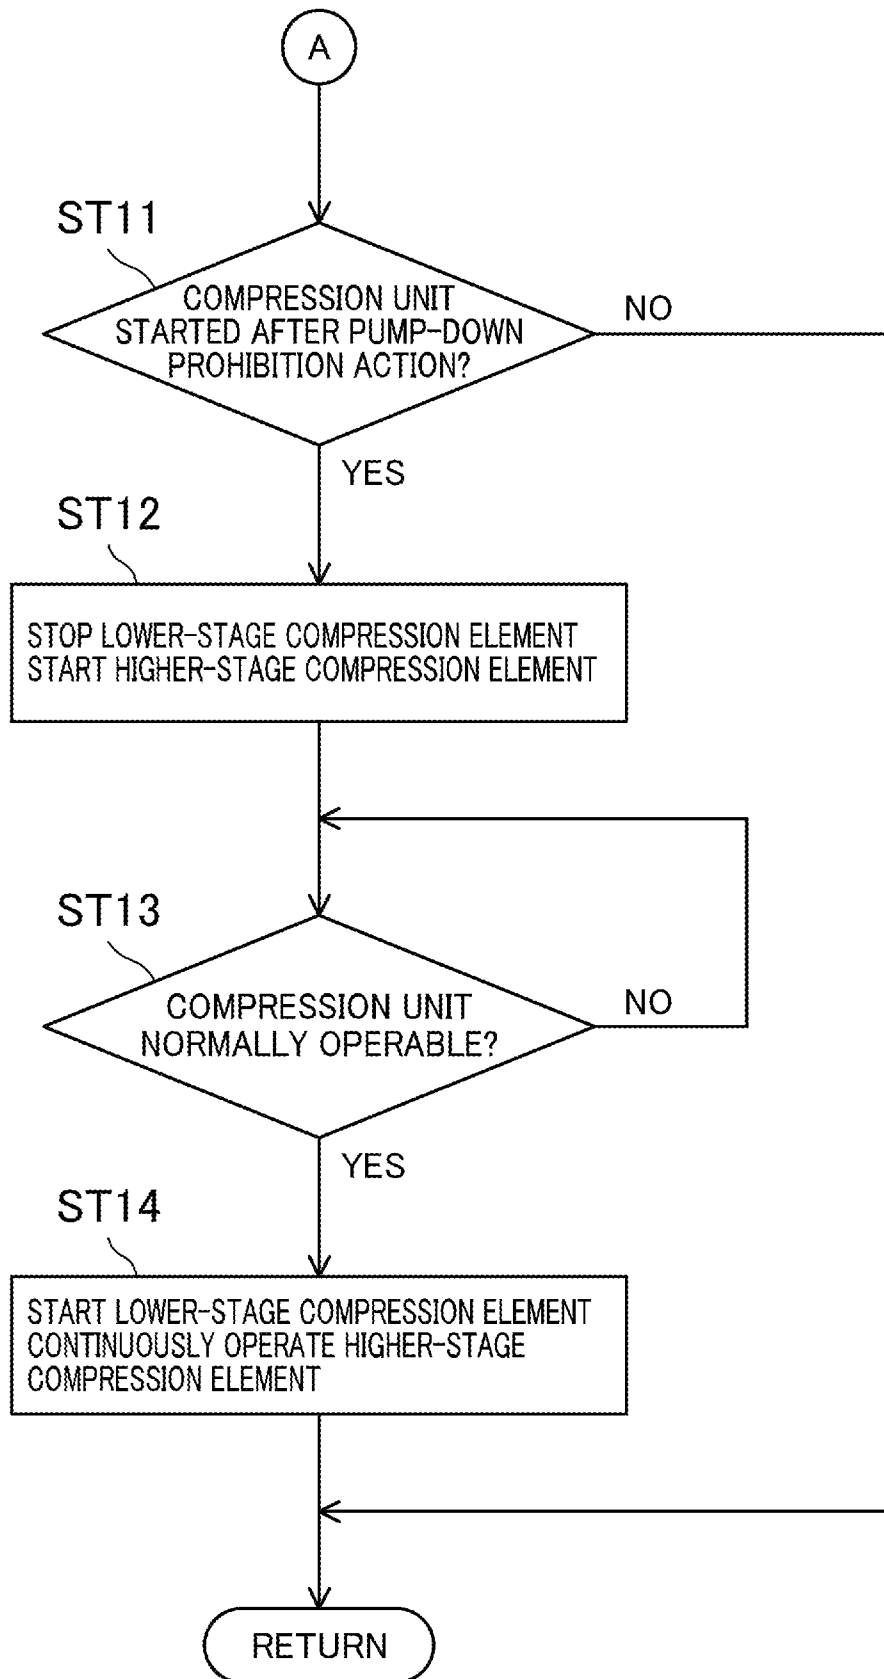 A
ST11
COMPRESSION UNIT
STARTED AFTER PUMP-DOWN
PROHIBITION ACTION?
NO
YES
ST12
STOP LOWER-STAGE COMPRESSION ELEMENT
START HIGHER-STAGE COMPRESSION ELEMENT
ST13
COMPRESSION UNIT
NORMALLY OPERABLE?
NO
YES
ST14
START LOWER-STAGE COMPRESSION ELEMENT
CONTINUOUSLY OPERATE HIGHER-STAGE
COMPRESSION ELEMENT
RETURN